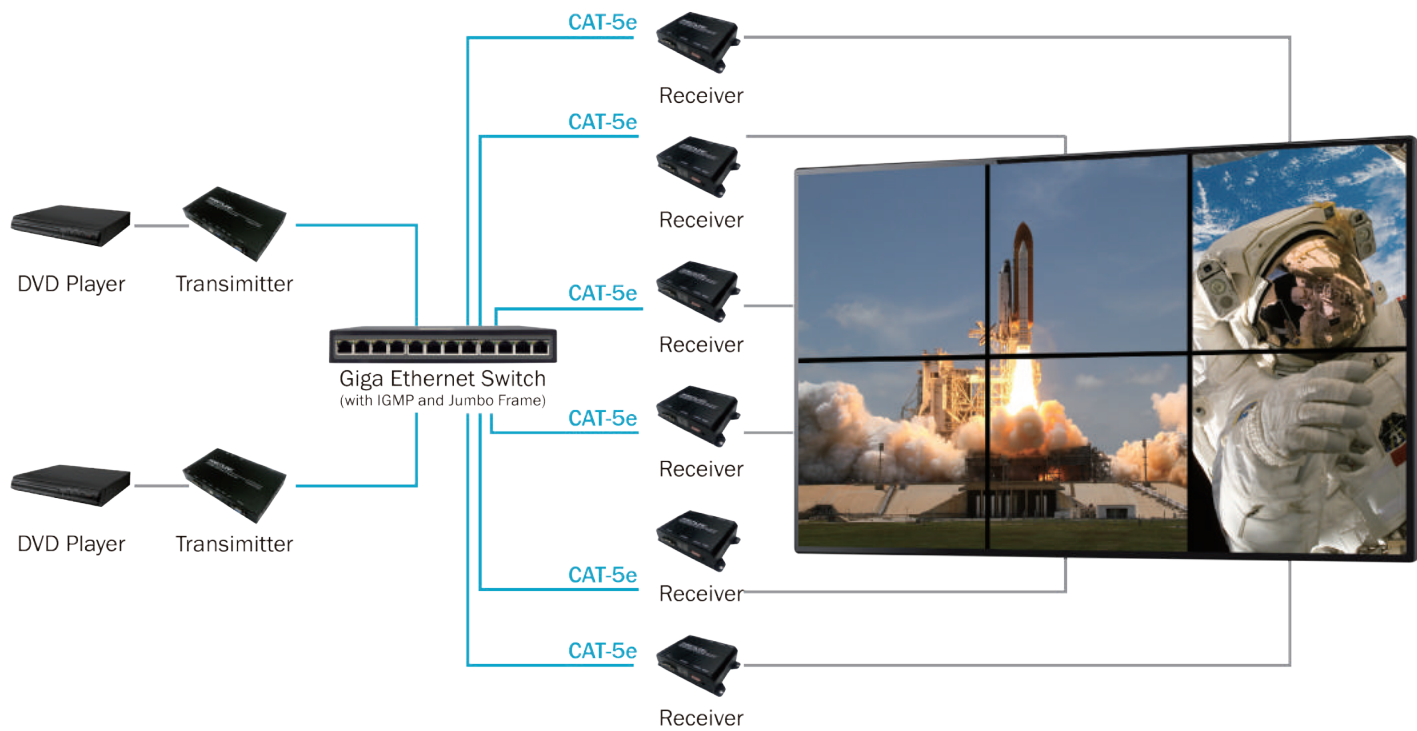 CAT-5e
Receiver
CAT-5e
Receiver
DVD Player
Transimitter
CAT-5e
Receiver
Giga Ethernet Switch
(with IGMP and Jumbo Frame)
CAT-5e
Receiver
DVD Player
Transimitter
CAT-5e
Receiver
CAT-5e
Receiver